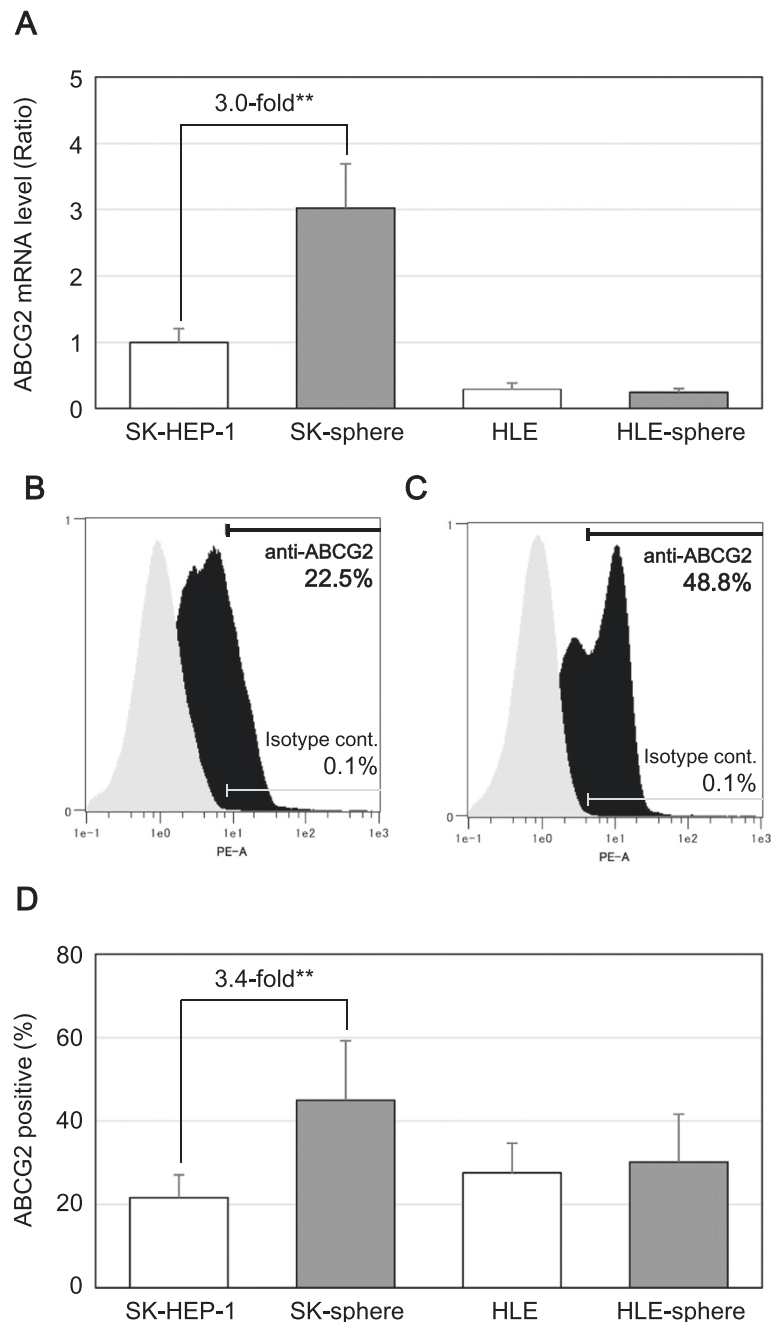 A
ABCG2 mRNA level (Ratio)
5
4
3
2
1
0
3.0-fold**
SK-HEP-1 SK-sphere HLE HLE-sphere
B
1
0
anti-ABCG2
22.5%
Isotype cont.
0.1%
1e-1 1e0 1e1 1e2 1e3
PE-A
C
1
0
anti-ABCG2
48.8%
Isotype cont.
0.1%
1e-1 1e0 1e1 1e2 1e3
PE-A
D
ABCG2 positive (%)
80
60
40
20
0
3.4-fold**
SK-HEP-1 SK-sphere HLE HLE-sphere